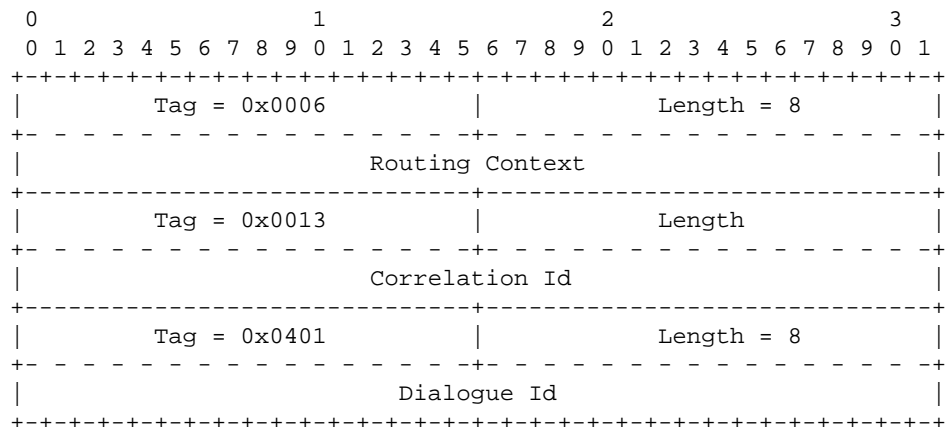 0                   1                   2                   3
 0 1 2 3 4 5 6 7 8 9 0 1 2 3 4 5 6 7 8 9 0 1 2 3 4 5 6 7 8 9 0 1
+-+-+-+-+-+-+-+-+-+-+-+-+-+-+-+-+-+-+-+-+-+-+-+-+-+-+-+-+-+-+-+-+
|         Tag = 0x0006          |            Length = 8         |
+- - - - - - - - - - - - - - - -+- - - - - - - - - - - - - - - -+
|                        Routing Context                        |
+-------------------------------+-------------------------------+
|         Tag = 0x0013          |            Length             |
+- - - - - - - - - - - - - - - -+- - - - - - - - - - - - - - - -+
|                        Correlation Id                         |
+-------------------------------+-------------------------------+
|         Tag = 0x0401          |            Length = 8         |
+- - - - - - - - - - - - - - - -+- - - - - - - - - - - - - - - -+
|                          Dialogue Id                          |
+-+-+-+-+-+-+-+-+-+-+-+-+-+-+-+-+-+-+-+-+-+-+-+-+-+-+-+-+-+-+-+-+